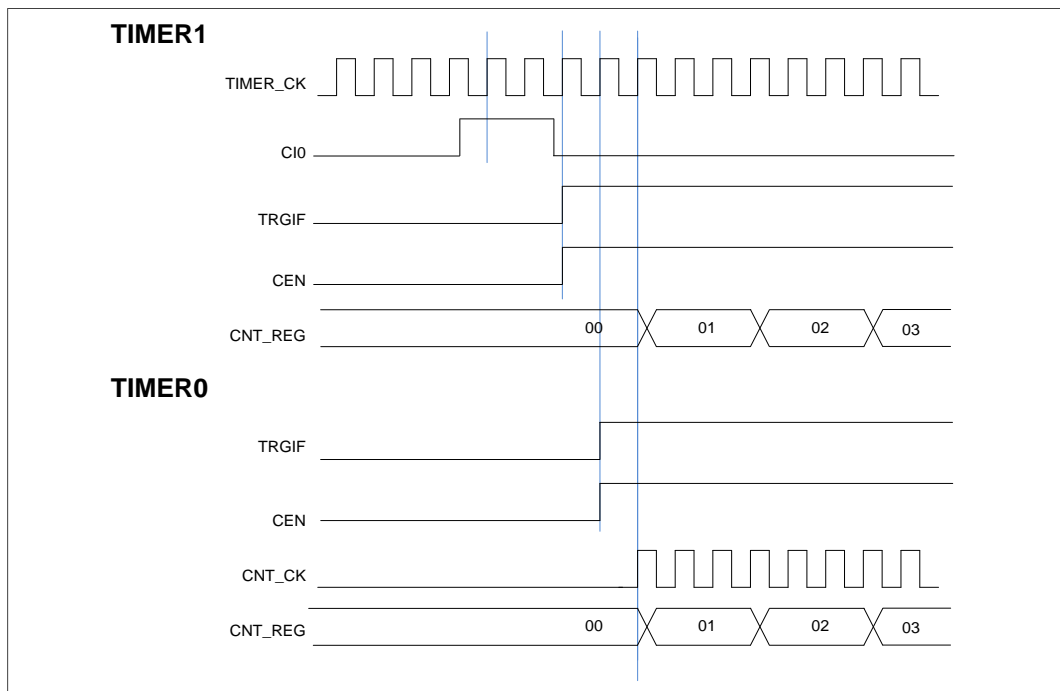 TIMER1
TIMER_CK
CI0
TRGIF
CEN
CNT_REG 00 01 02 03
TIMER0
TRGIF
CEN
CNT_CK
CNT_REG 00 01 02 03